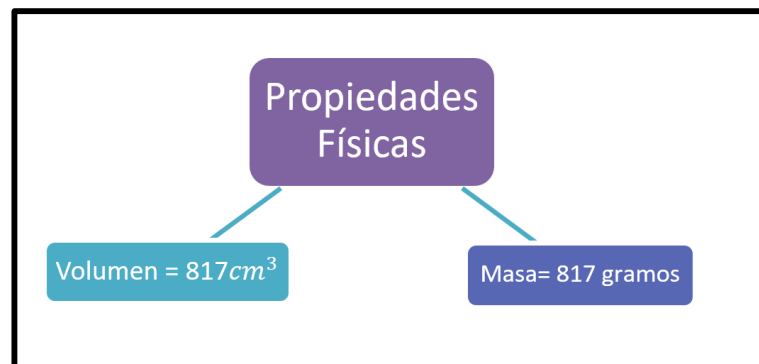 Propiedades
Físicas
Volumen = 817cm³
Masa= 817 gramos